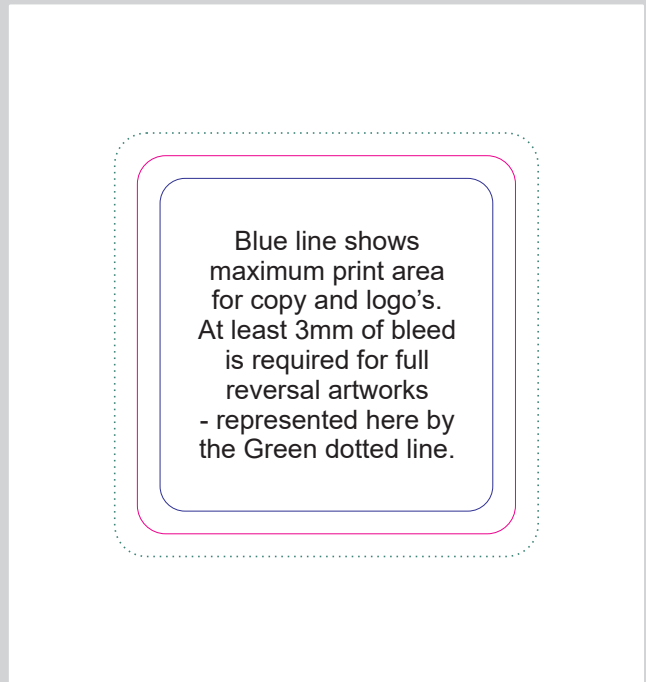 Blue line shows
maximum print area
for copy and logo’s.
At least 3mm of bleed
is required for full
reversal artworks
- represented here by
the Green dotted line.